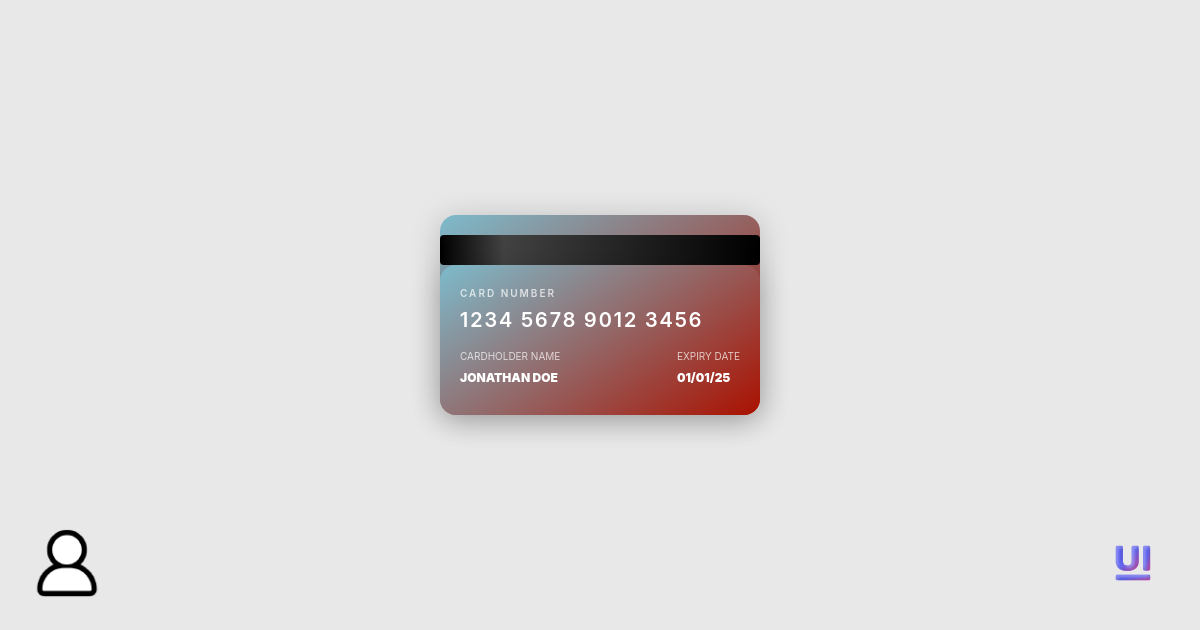 CARD NUMBER
1234 5678 9012 3456
CARDHOLDER NAME
EXPIRY DATE
JONATHAN DOE
01/01/25
UI